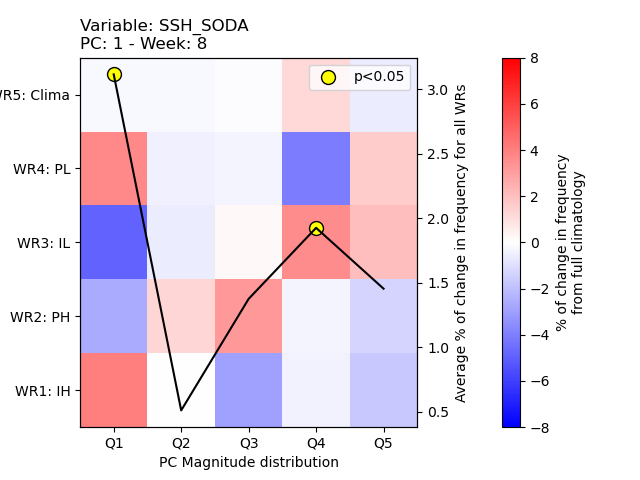 Variable: SSH_SODA
PC: 1 - Week: 8
p<0.05
WR5: Clima
WR4: PL
WR3: IL
WR2: PH
WR1: IH
Q1 Q2 Q3 Q4 Q5
PC Magnitude distribution
3.0
2.5
2.0
1.5
1.0
0.5
Average % of change in frequency for all WRs
8
6
4
2
0
−2
−4
−6
−8
% of change in frequency
from full climatology